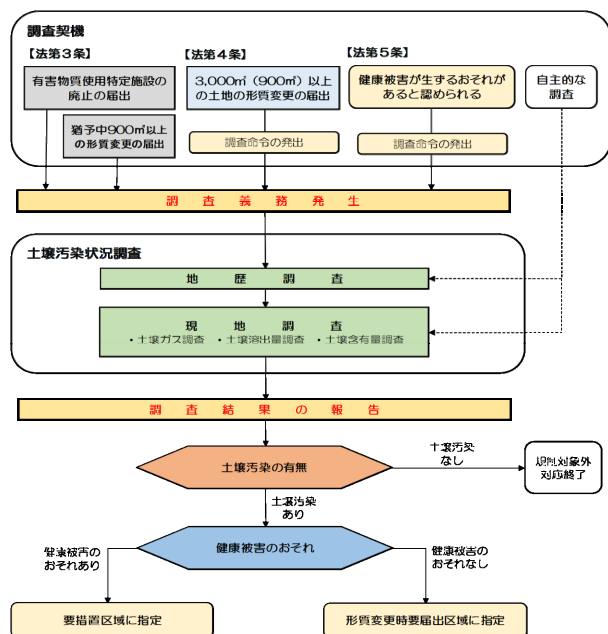 調査契機
【法第3条】
【法第4条】
【法第5条】
有害物質使用特定施設の
廃止の届出
3,000㎡（900㎡）以上
の土地の形質変更の届出
健康被害が生ずるおそれが
あると認められる
自主的な
調査
猶予中900㎡以上
の形質変更の届出
調査命令の発出
調査命令の発出
調査義務発生
土壌汚染状況調査
地歴調査
現地調査
・土壌ガス調査 ・土壌溶出量調査 ・土壌含有量調査
調査結果の報告
土壌汚染の有無
土壌汚染
なし
規制対象外
対応終了
土壌汚染
あり
健康被害のおそれ
健康被害の
おそれあり
健康被害の
おそれなし
要措置区域に指定
形質変更時要届出区域に指定